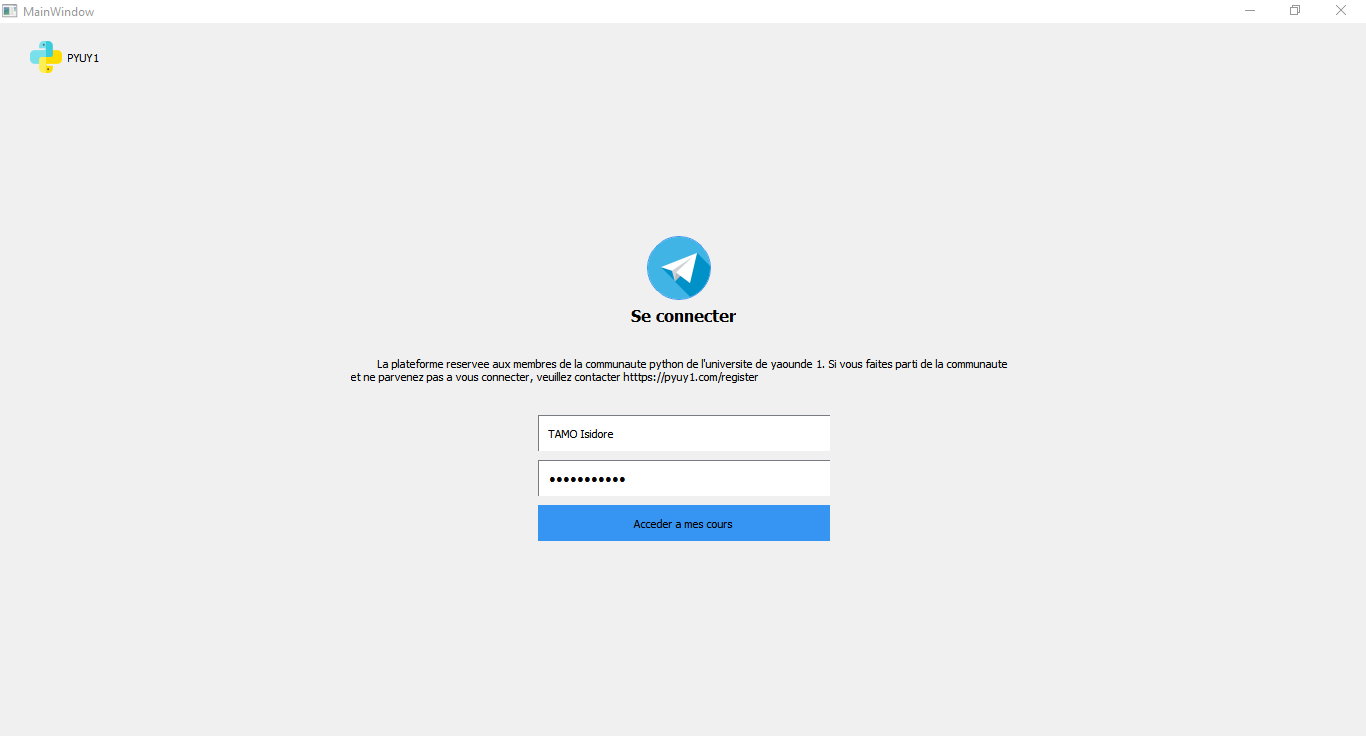 MainWindow
PYUY1
Se connecter
La plateforme reservee aux membres de la communaute python de l'universite de yaounde 1. Si vous faites parti de la communaute
et ne parvenez pas a vous connecter, veuillez contacter htttps://pyuy1.com/register
TAMO Isidore
●●●●●●●●●●●
Acceder a mes cours